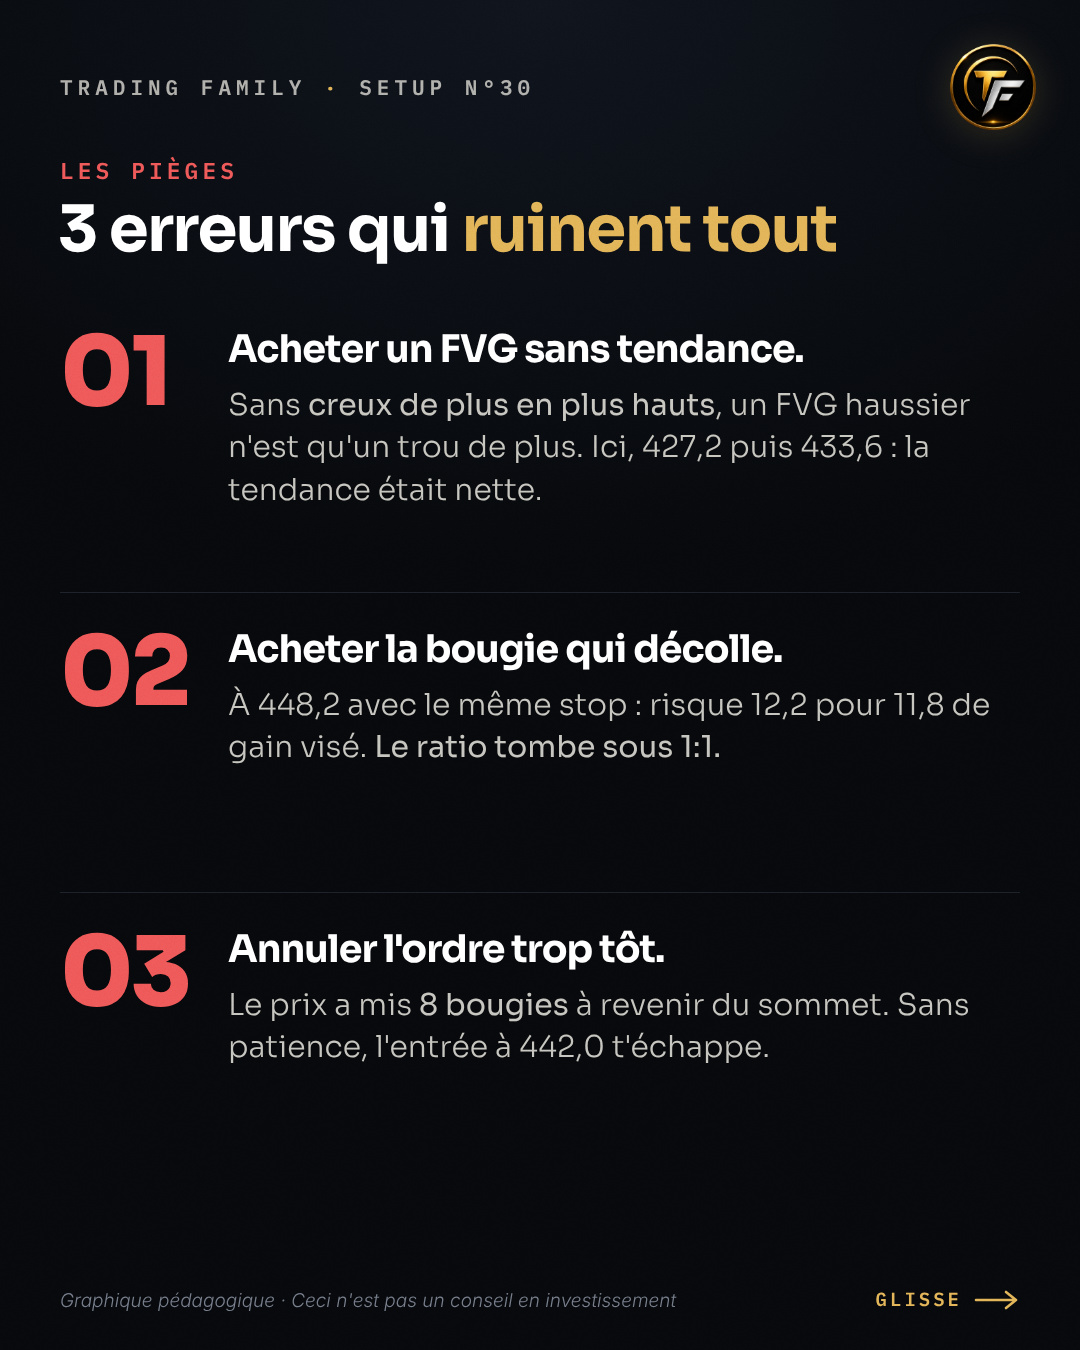 TRADING FAMILY · SETUP N°30
TF
LES PIÈGES
3 erreurs qui ruinent tout
01
Acheter un FVG sans tendance.
Sans creux de plus en plus hauts, un FVG haussier
n'est qu'un trou de plus. Ici, 427,2 puis 433,6 : la
tendance était nette.
02
Acheter la bougie qui décolle.
À 448,2 avec le même stop : risque 12,2 pour 11,8 de
gain visé. Le ratio tombe sous 1:1.
03
Annuler l'ordre trop tôt.
Le prix a mis 8 bougies à revenir du sommet. Sans
patience, l'entrée à 442,0 t'échappe.
Graphique pédagogique · Ceci n'est pas un conseil en investissement
GLISSE →